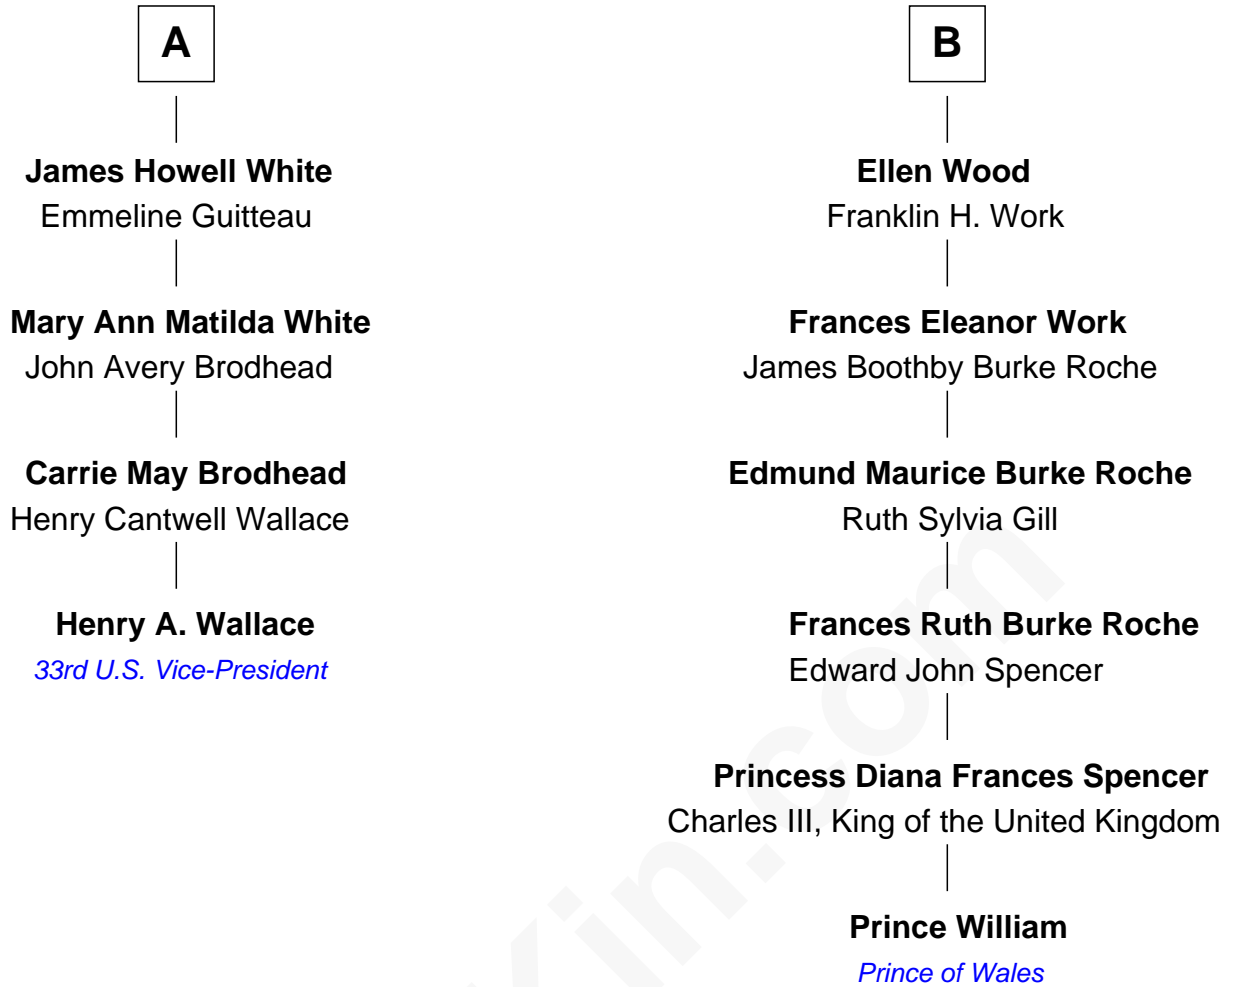 A
James Howell White
Emmeline Guitteau
Mary Ann Matilda White
John Avery Brodhead
Carrie May Brodhead
Henry Cantwell Wallace
Henry A. Wallace
33rd U.S. Vice-President
B
Ellen Wood
Franklin H. Work
Frances Eleanor Work
James Boothby Burke Roche
Edmund Maurice Burke Roche
Ruth Sylvia Gill
Frances Ruth Burke Roche
Edward John Spencer
Princess Diana Frances Spencer
Charles III, King of the United Kingdom
Prince William
Prince of Wales
Kin.com